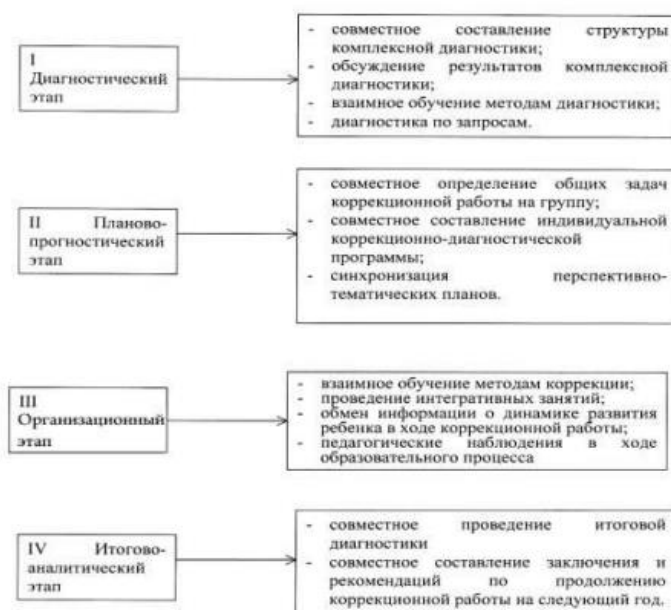 I
Диагностический
этап
- совместное составление структуры
комплексной диагностики;
- обсуждение результатов комплексной
диагностики;
- взаимное обучение методам диагностики;
- диагностика по запросам.
II Планово-
прогностический
этап
- совместное определение общих задач
коррекционной работы на группу;
- совместное составление индивидуальной
коррекционно-диагностической
программы;
- синхронизация перспективно-
тематических планов.
III
Организационный
этап
- взаимное обучение методам коррекции;
- проведение интегративных занятий;
- обмен информации о динамике развития
ребенка в ходе коррекционной работы;
- педагогические наблюдения в ходе
образовательного процесса
IV Итогово-
аналитический
этап
- совместное проведение итоговой
диагностики
- совместное составление заключения и
рекомендаций по продолжению
коррекционной работы на следующий год.